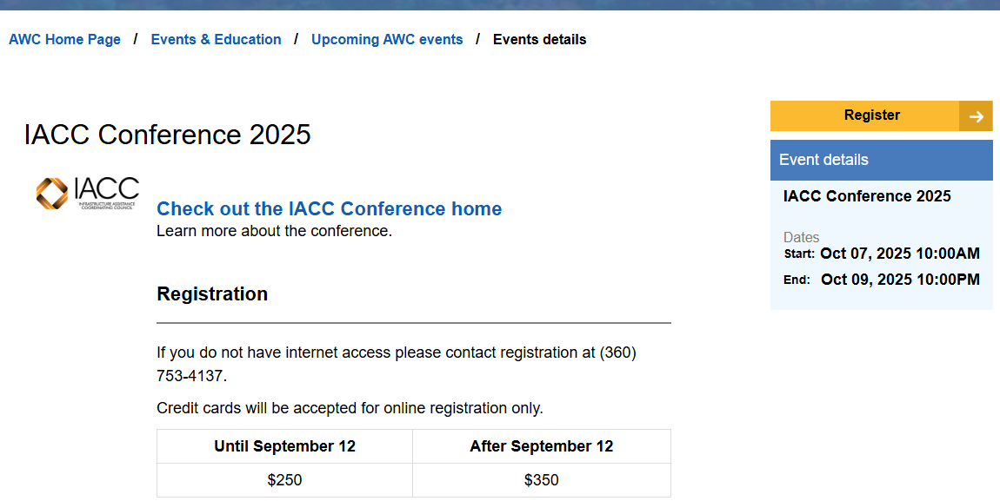 AWC Home Page / Events & Education / Upcoming AWC events / Events details
IACC Conference 2025
IACC
INFRASTRUCTURE ASSISTANCE
COORDINATING COUNCIL
Check out the IACC Conference home
Learn more about the conference.
Registration
If you do not have internet access please contact registration at (360)
753-4137.
Credit cards will be accepted for online registration only.
Until September 12 After September 12
$250 $350
Register →
Event details
IACC Conference 2025
Dates
Start: Oct 07, 2025 10:00AM
End: Oct 09, 2025 10:00PM